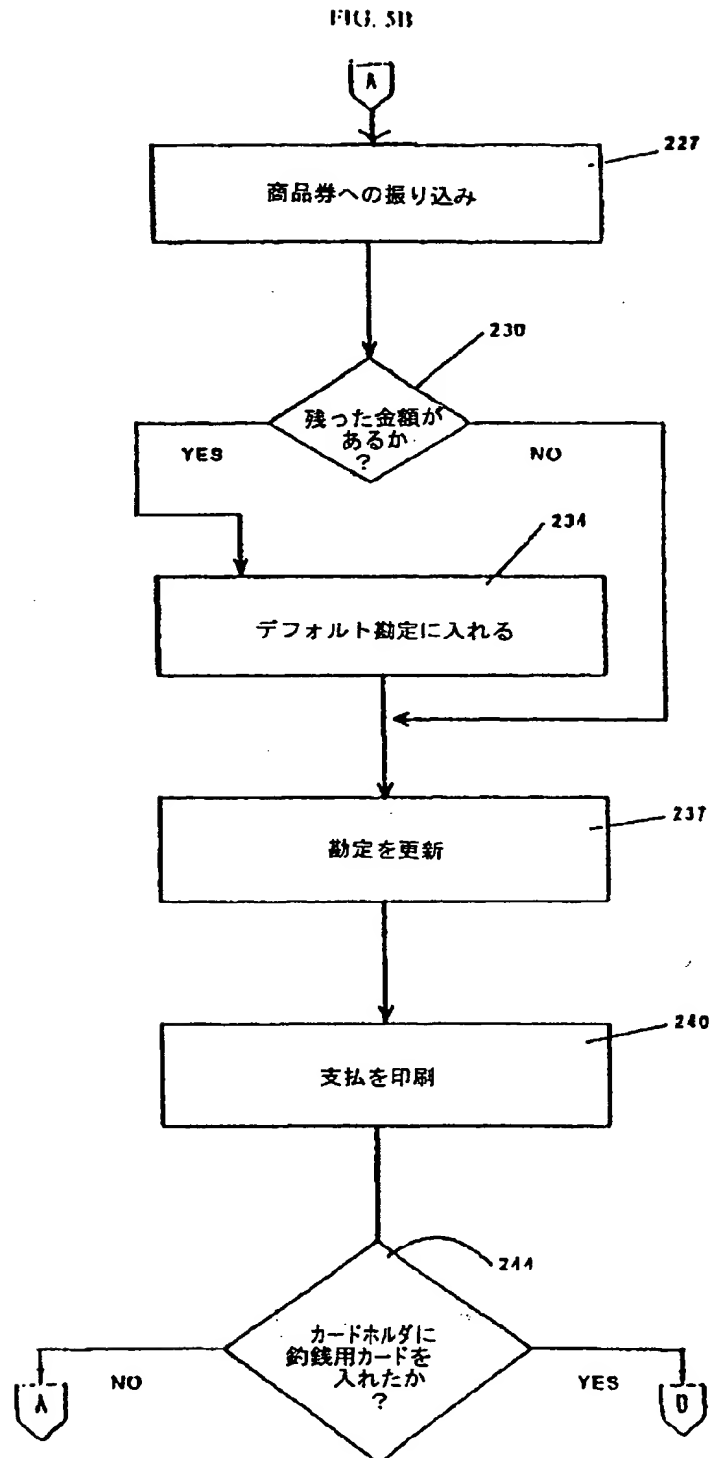 FIG. 5B
A
227
商品券への振り込み
230
残った金額が
あるか
?
YES
NO
234
デフォルト勘定に入れる
237
勘定を更新
240
支払を印刷
244
カードホルダに
釣銭用カードを
入れたか
?
NO
YES
A
D